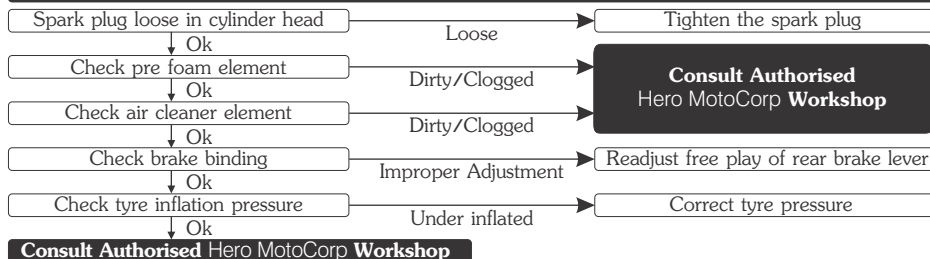 Spark plug loose in cylinder head
Loose
Tighten the spark plug
Ok
Check pre foam element
Dirty/Clogged
Consult Authorised
Hero MotoCorp Workshop
Ok
Check air cleaner element
Dirty/Clogged
Ok
Check brake binding
Improper Adjustment
Readjust free play of rear brake lever
Ok
Check tyre inflation pressure
Under inflated
Correct tyre pressure
Ok
Consult Authorised Hero MotoCorp Workshop